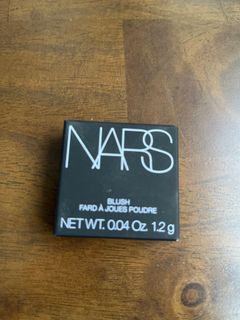 NARS
BLUSH
FARD À JOUES POUDRE
NET WT. 0.04 Oz. 1.2 g